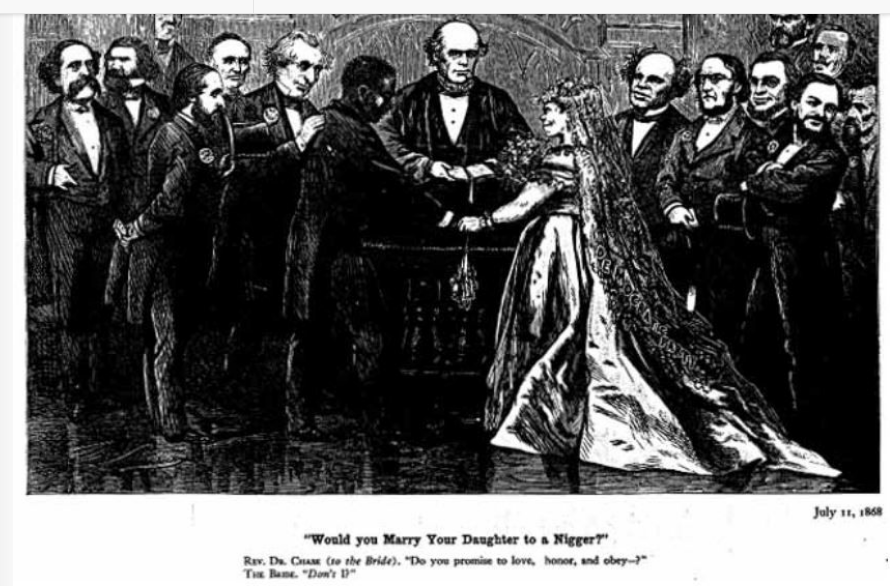 DEMOCRACY
July 11, 1868
"Would you Marry Your Daughter to a Nigger?"
REV. DR. CHASE (to the Bride). "Do you promise to love, honor, and obey—?"
THE BRIDE. "Don't I?"